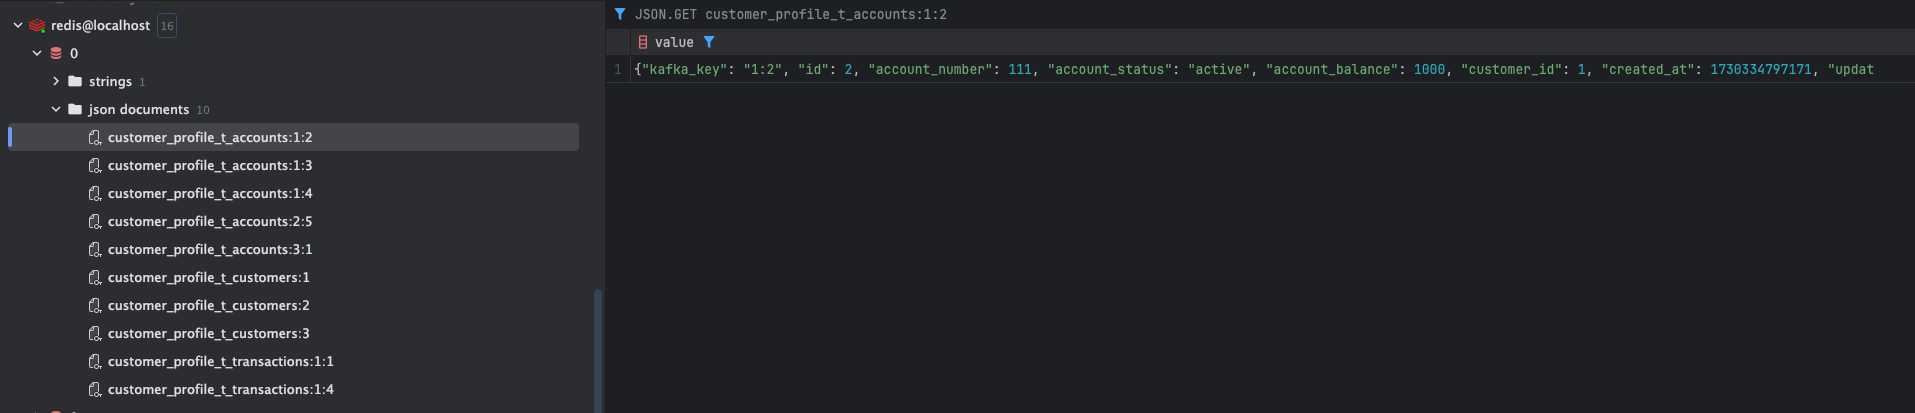 redis@localhost 16
0
strings 1
json documents 10
customer_profile_t_accounts:1:2
customer_profile_t_accounts:1:3
customer_profile_t_accounts:1:4
customer_profile_t_accounts:2:5
customer_profile_t_accounts:3:1
customer_profile_t_customers:1
customer_profile_t_customers:2
customer_profile_t_customers:3
customer_profile_t_transactions:1:1
customer_profile_t_transactions:1:4
JSON.GET customer_profile_t_accounts:1:2
value
1 {"kafka_key": "1:2", "id": 2, "account_number": 111, "account_status": "active", "account_balance": 1000, "customer_id": 1, "created_at": 1730334797171, "updat